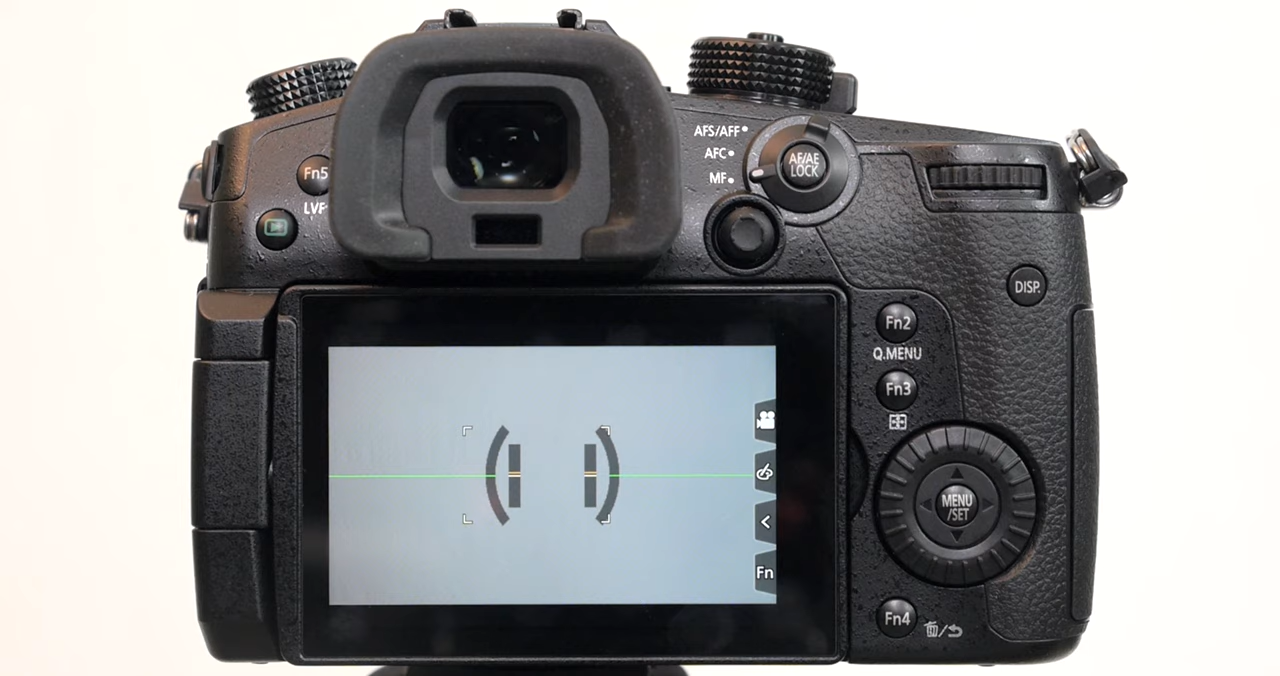 AFS/AFF
AFC
MF
AF/AE
LOCK
Fn5
LVF
DISP.
Fn2
Q.MENU
Fn3
MENU
/SET
Fn
Fn4